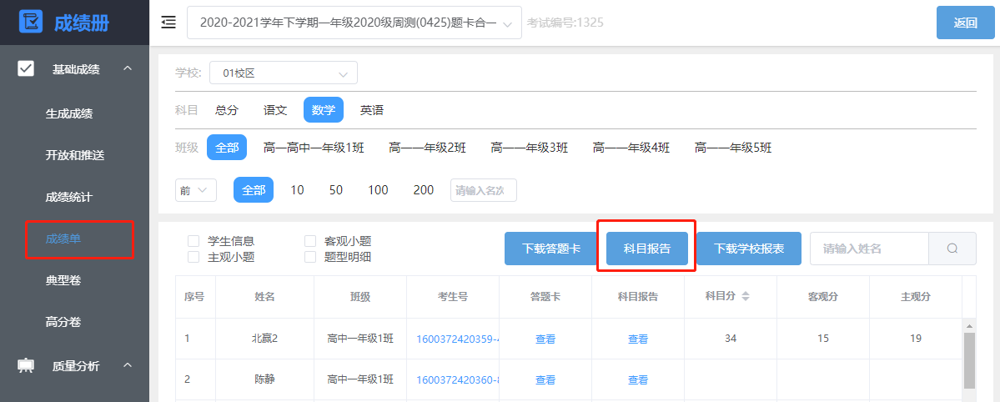 成绩册
2020-2021学年下学期一年级2020级周测(0425)题卡合一
考试编号:1325
返回
基础成绩
生成成绩
开放和推送
成绩统计
成绩单
典型卷
高分卷
质量分析
学校: 01校区
科目 总分 语文 数学 英语
班级 全部 高一高中一年级1班 高一一年级2班 高一一年级3班 高一一年级4班 高一一年级5班
前 全部 10 50 100 200 请输入名次
学生信息 客观小题
主观小题 题型明细
下载答题卡 科目报告 下载学校报表 请输入姓名
序号 姓名 班级 考生号 答题卡 科目报告 科目分 客观分 主观分
1 北赢2 高中一年级1班 1600372420359-4 查看 查看 34 15 19
2 陈静 高中一年级1班 1600372420360-8 查看 查看